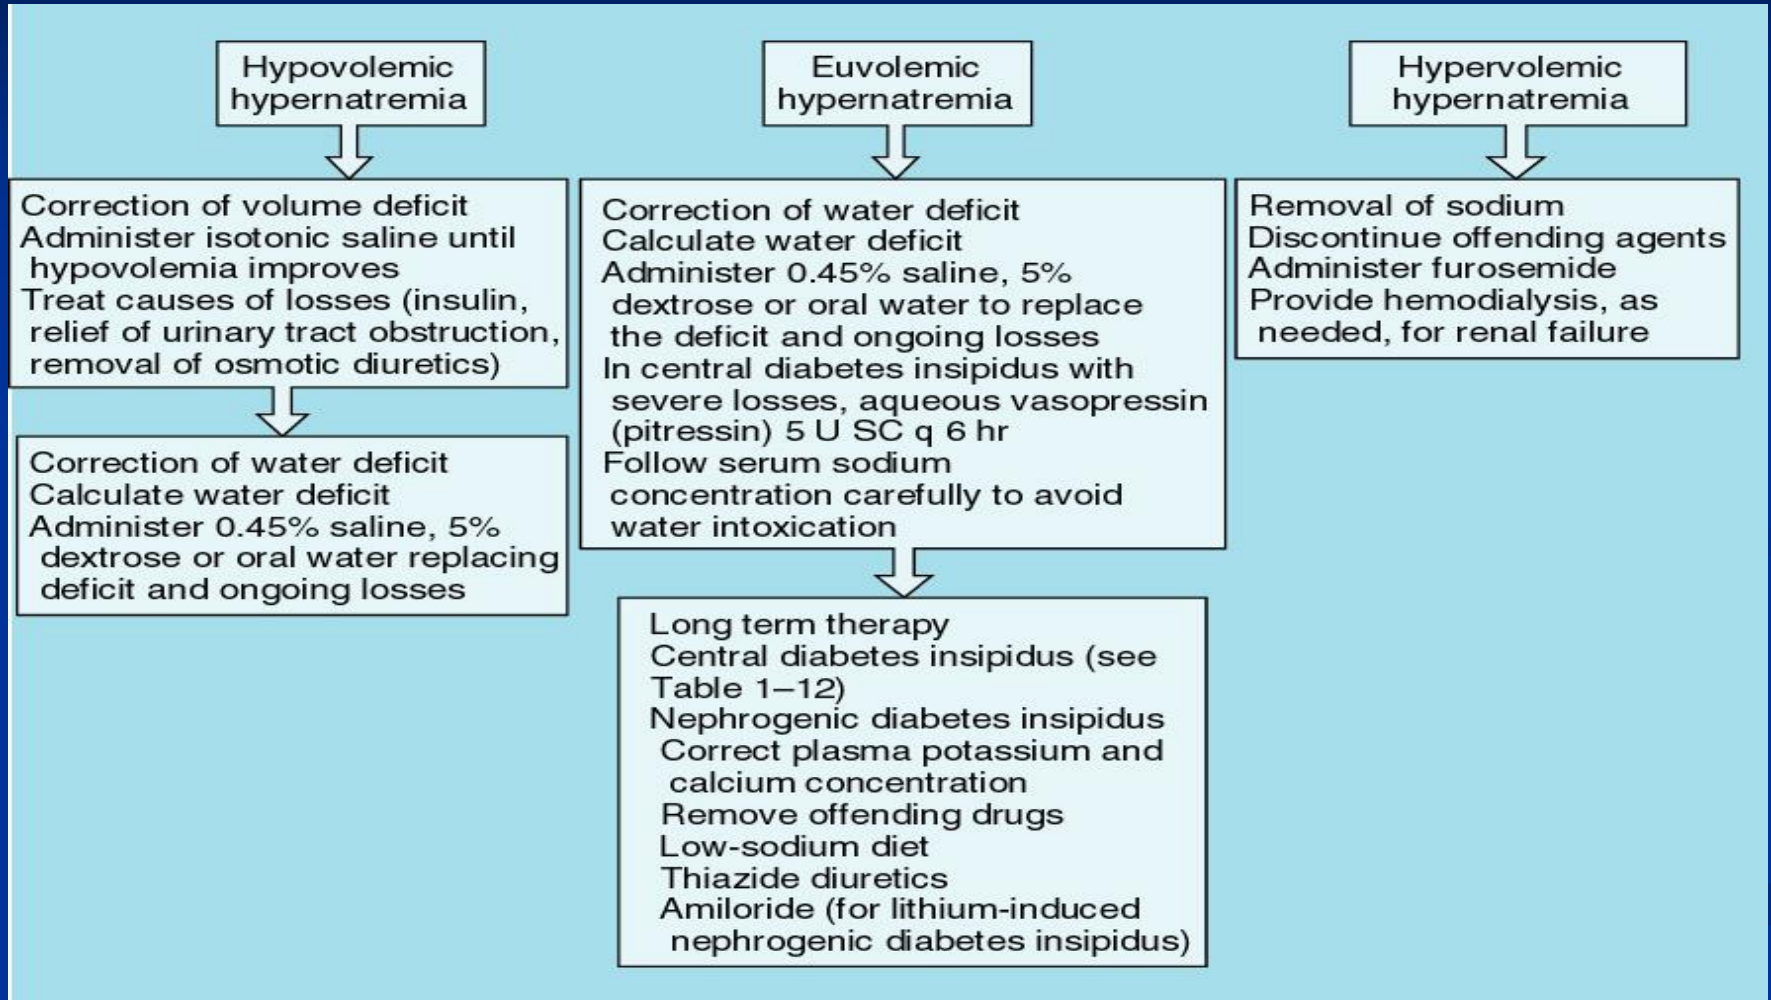 Hypovolemic
hypernatremia
Correction of volume deficit
Administer isotonic saline until
hypovolemia improves
Treat causes of losses (insulin,
relief of urinary tract obstruction,
removal of osmotic diuretics)
Correction of water deficit
Calculate water deficit
Administer 0.45% saline, 5%
dextrose or oral water replacing
deficit and ongoing losses
Euvolemic
hypernatremia
Correction of water deficit
Calculate water deficit
Administer 0.45% saline, 5%
dextrose or oral water to replace
the deficit and ongoing losses
In central diabetes insipidus with
severe losses, aqueous vasopressin
(pitressin) 5 U SC q 6 hr
Follow serum sodium
concentration carefully to avoid
water intoxication
Long term therapy
Central diabetes insipidus (see
Table 1–12)
Nephrogenic diabetes insipidus
Correct plasma potassium and
calcium concentration
Remove offending drugs
Low-sodium diet
Thiazide diuretics
Amiloride (for lithium-induced
nephrogenic diabetes insipidus)
Hypervolemic
hypernatremia
Removal of sodium
Discontinue offending agents
Administer furosemide
Provide hemodialysis, as
needed, for renal failure